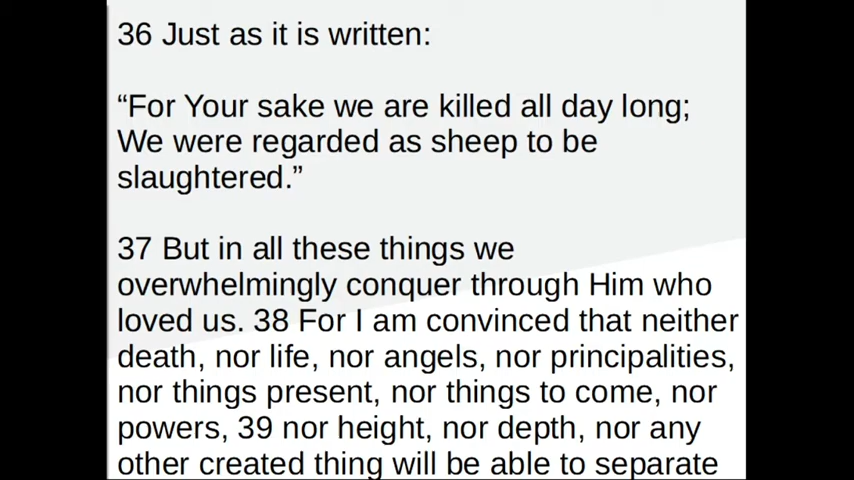 36 Just as it is written:
“For Your sake we are killed all day long;
We were regarded as sheep to be
slaughtered.”
37 But in all these things we
overwhelmingly conquer through Him who
loved us. 38 For I am convinced that neither
death, nor life, nor angels, nor principalities,
nor things present, nor things to come, nor
powers, 39 nor height, nor depth, nor any
other created thing will be able to separate